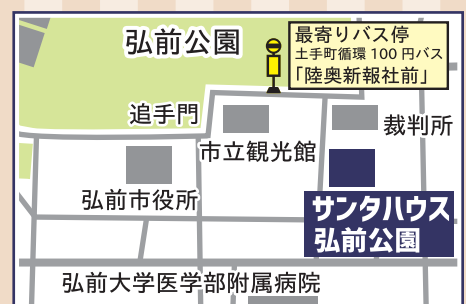 弘前公園
最寄りバス停
土手町循環 100 円バス
「陸奥新報社前」
追手門
裁判所
市立観光館
弘前市役所
サンタハウス
弘前公園
弘前大学医学部附属病院